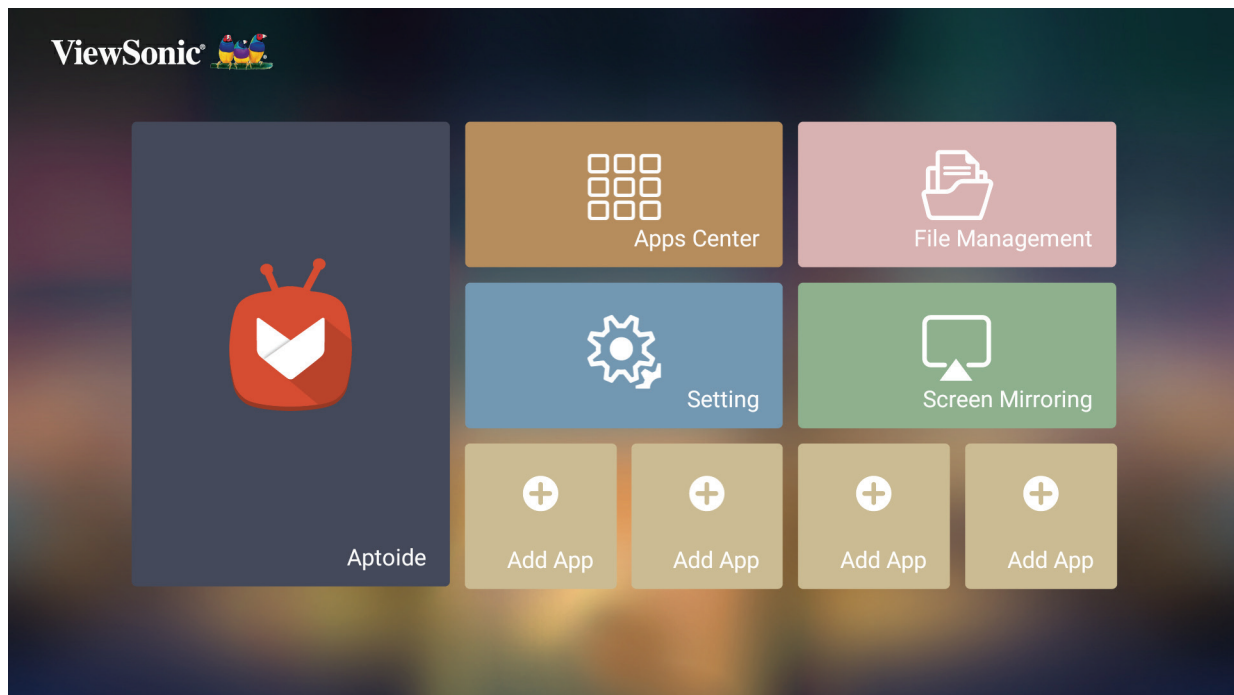 ViewSonic
Apps Center
File Management
Setting
Screen Mirroring
Aptoide
Add App
Add App
Add App
Add App